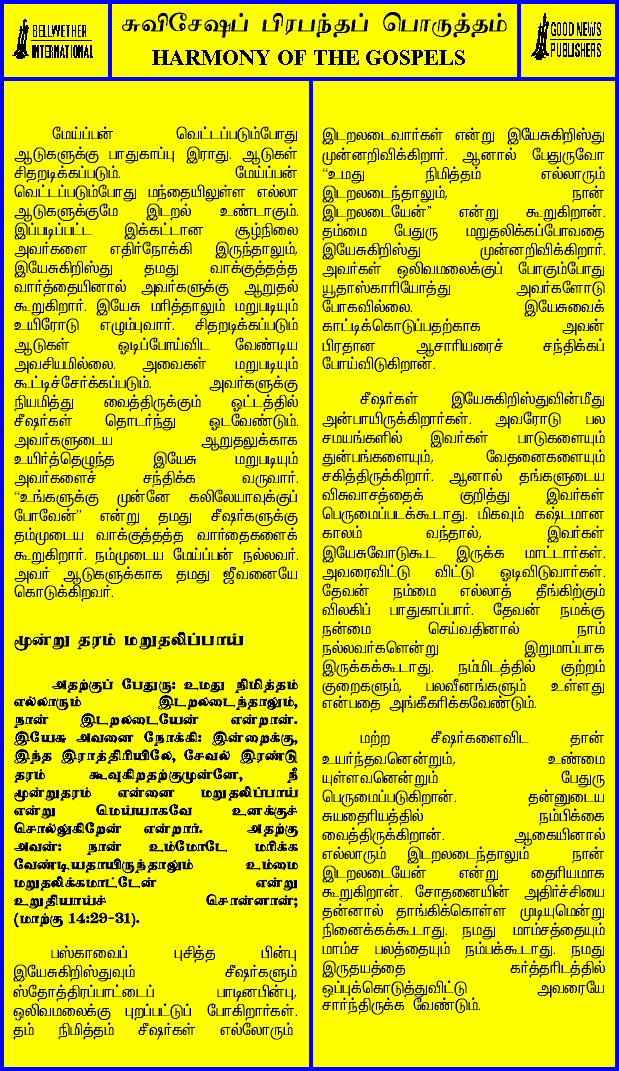 BELLWETHER
INTERNATIONAL
சுவிசேஷப் பிரபந்தப் பொருத்தம்
HARMONY OF THE GOSPELS
GOOD NEWS
PUBLISHERS
மேய்ப்பன் வெட்டப்படும்போது
ஆடுகளுக்கு பாதுகாப்பு இராது. ஆடுகள்
சிதறடிக்கப்படும். மேய்ப்பன்
வெட்டப்படும்போது மந்தையிலுள்ள எல்லா
ஆடுகளுக்குமே இடறல் உண்டாகும்.
இப்படிப்பட்ட இக்கட்டான சூழ்நிலை
அவர்களை எதிர்நோக்கி இருந்தாலும்,
இயேசுகிறிஸ்து தமது வாக்குத்தத்த
வார்த்தையினால் அவர்களுக்கு ஆறுதல்
கூறுகிறார். இயேசு மரித்தாலும் மறுபடியும்
உயிரோடு எழும்புவார். சிதறடிக்கப்படும்
ஆடுகள் ஓடிப்போய்விட வேண்டிய
அவசியமில்லை. அவைகள் மறுபடியும்
கூட்டிச்சேர்க்கப்படும். அவர்களுக்கு
நியமித்து வைத்திருக்கும் ஓட்டத்தில்
சீஷர்கள் தொடர்ந்து ஓடவேண்டும்.
அவர்களுடைய ஆறுதலுக்காக
உயிர்த்தெழுந்த இயேசு மறுபடியும்
அவர்களைச் சந்திக்க வருவார்.
“உங்களுக்கு முன்னே கலிலேயாவுக்குப்
போவேன்” என்று தமது சீஷர்களுக்கு
தம்முடைய வாக்குத்தத்த வார்தைகளைக்
கூறுகிறார். நம்முடைய மேய்ப்பன் நல்லவர்.
அவர் ஆடுகளுக்காக தமது ஜீவனையே
கொடுக்கிறவர்.
மூன்று தரம் மறுதலிப்பாய்
அதற்குப் பேதுரு: உமது நிமித்தம்
எல்லாரும் இடறலடைந்தாலும்,
நான் இடறலடையேன் என்றான்.
இயேசு அவனை நோக்கி: இன்றைக்கு,
இந்த இராத்திரியிலே, சேவல் இரண்டு
தரம் கூவுகிறதற்குமுன்னே, நீ
மூன்றுதரம் என்னை மறுதலிப்பாய்
என்று மெய்யாகவே உனக்குச்
சொல்லுகிறேன் என்றார். அதற்கு
அவன்: நான் உம்மோடே மரிக்க
வேண்டியதாயிருந்தாலும் உம்மை
மறுதலிக்கமாட்டேன் என்று
உறுதியாய்ச் சொன்னான்;
(மாற்கு 14:29-31).
பஸ்காவைப் புசித்த பின்பு
இயேசுகிறிஸ்துவும் சீஷர்களும்
ஸ்தோத்திரப்பாட்டைப் பாடினபின்பு,
ஒலிவமலைக்கு புறப்பட்டுப் போகிறார்கள்.
தம் நிமித்தம் சீஷர்கள் எல்லோரும்
இடறலடைவார்கள் என்று இயேசுகிறிஸ்து
முன்னறிவிக்கிறார். ஆனால் பேதுருவோ
“உமது நிமித்தம் எல்லாரும்
இடறலடைந்தாலும், நான்
இடறலடையேன்” என்று கூறுகிறான்.
தம்மை பேதுரு மறுதலிக்கப்போவதை
இயேசுகிறிஸ்து முன்னறிவிக்கிறார்.
அவர்கள் ஒலிவமலைக்குப் போகும்போது
யூதாஸ்காரியோத்து அவர்களோடு
போகவில்லை. இயேசுவைக்
காட்டிக்கொடுப்பதற்காக அவன்
பிரதான ஆசாரியரைச் சந்திக்கப்
போய்விடுகிறான்.
சீஷர்கள் இயேசுகிறிஸ்துவின்மீது
அன்பாயிருக்கிறார்கள். அவரோடு பல
சமயங்களில் இவர்கள் பாடுகளையும்
துன்பங்களையும், வேதனைகளையும்
சகித்திருக்கிறார். ஆனால் தங்களுடைய
விசுவாசத்தைக் குறித்து இவர்கள்
பெருமைப்படக்கூடாது. மிகவும் கஷ்டமான
காலம் வந்தால், இவர்கள்
இயேசுவோடுகூட இருக்க மாட்டார்கள்.
அவரைவிட்டு விட்டு ஓடிவிடுவார்கள்.
தேவன் நம்மை எல்லாத் தீங்கிற்கும்
விலகிப் பாதுகாப்பார். தேவன் நமக்கு
நன்மை செய்வதினால் நாம்
நல்லவர்களென்று இறுமாப்பாக
இருக்கக்கூடாது. நம்மிடத்தில் குற்றம்
குறைகளும், பலவீனங்களும் உள்ளது
என்பதை அங்கீகரிக்கவேண்டும்.
மற்ற சீஷர்களைவிட தான்
உயர்ந்தவனென்றும், உண்மை
யுள்ளவனென்றும் பேதுரு
பெருமைப்படுகிறான். தன்னுடைய
சுயதைரியத்தில் நம்பிக்கை
வைத்திருக்கிறான். ஆகையினால்
எல்லாரும் இடறலடைந்தாலும் நான்
இடறலடையேன் என்று தைரியமாக
கூறுகிறான். சோதனையின் அதிர்ச்சியை
தன்னால் தாங்கிக்கொள்ள முடியுமென்று
நினைக்கக்கூடாது. நமது மாம்சத்தையும்
மாம்ச பலத்தையும் நம்பக்கூடாது. நமது
இருதயத்தை கர்த்தரிடத்தில்
ஒப்புக்கொடுத்துவிட்டு அவரையே
சார்ந்திருக்க வேண்டும்.